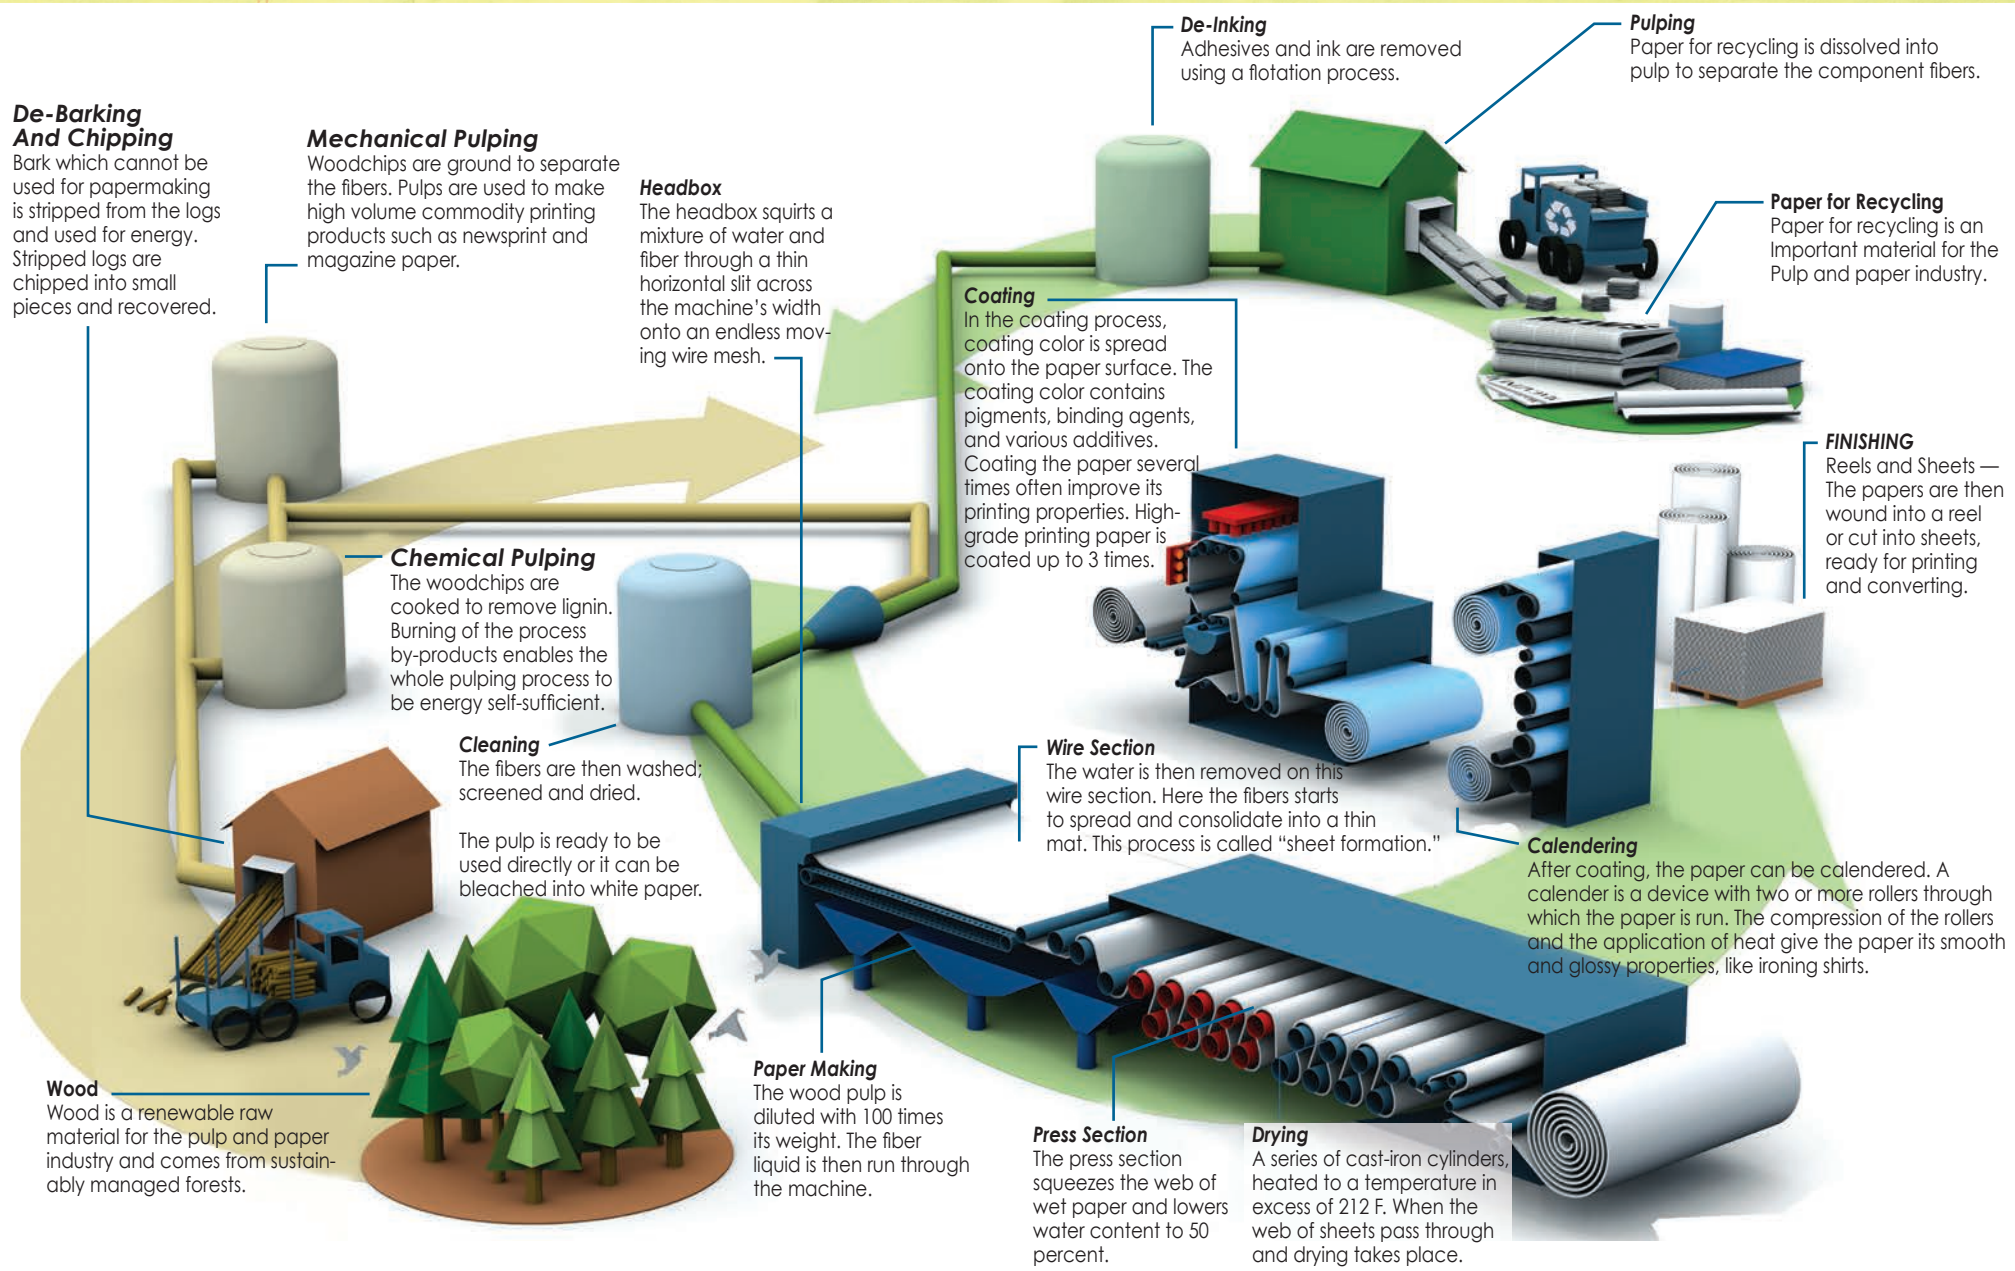 De-Inking
Adhesives and ink are removed
using a flotation process.
Pulping
Paper for recycling is dissolved into
pulp to separate the component fibers.
De-Barking
And Chipping
Bark which cannot be
used for papermaking
is stripped from the logs
and used for energy.
Stripped logs are
chipped into small
pieces and recovered.
Mechanical Pulping
Woodchips are ground to separate
the fibers. Pulps are used to make
high volume commodity printing
products such as newsprint and
magazine paper.
Headbox
The headbox squirts a
mixture of water and
fiber through a thin
horizontal slit across
the machine's width
onto an endless mov-
ing wire mesh.
Paper for Recycling
Paper for recycling is an
Important material for the
Pulp and paper industry.
Coating
In the coating process,
coating color is spread
onto the paper surface. The
coating color contains
pigments, binding agents,
and various additives.
Coating the paper several
times often improve its
printing properties. High-
grade printing paper is
coated up to 3 times.
FINISHING
Reels and Sheets —
The papers are then
wound into a reel
or cut into sheets,
ready for printing
and converting.
Chemical Pulping
The woodchips are
cooked to remove lignin.
Burning of the process
by-products enables the
whole pulping process to
be energy self-sufficient.
Cleaning
The fibers are then washed;
screened and dried.
The pulp is ready to be
used directly or it can be
bleached into white paper.
Wire Section
The water is then removed on this
wire section. Here the fibers starts
to spread and consolidate into a thin
mat. This process is called “sheet formation.”
Calendering
After coating, the paper can be calendered. A
calender is a device with two or more rollers through
which the paper is run. The compression of the rollers
and the application of heat give the paper its smooth
and glossy properties, like ironing shirts.
Wood
Wood is a renewable raw
material for the pulp and paper
industry and comes from sustain-
ably managed forests.
Paper Making
The wood pulp is
diluted with 100 times
its weight. The fiber
liquid is then run through
the machine.
Press Section
The press section
squeezes the web of
wet paper and lowers
water content to 50
percent.
Drying
A series of cast-iron cylinders,
heated to a temperature in
excess of 212 F. When the
web of sheets pass through
and drying takes place.